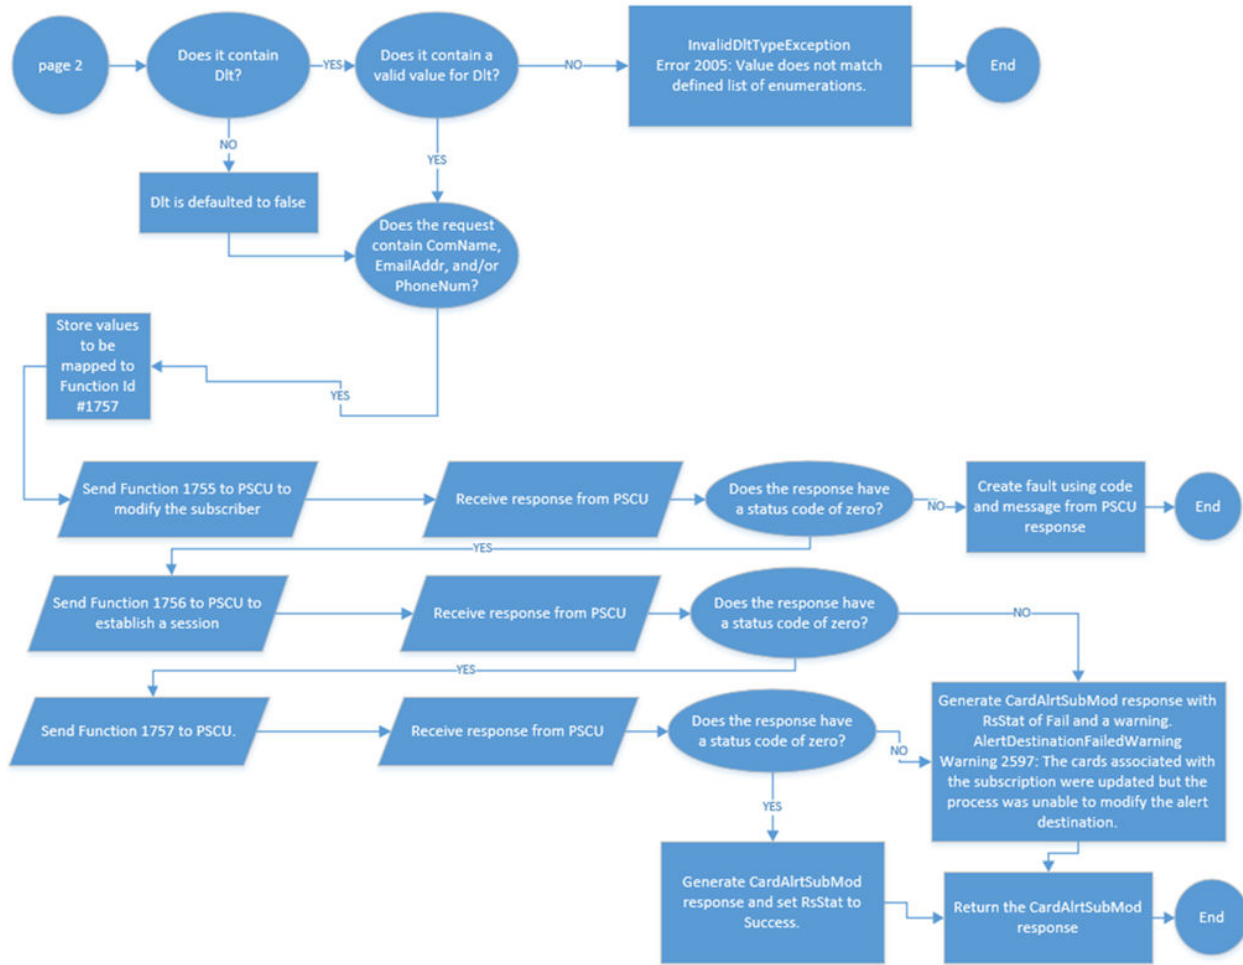 page 2
Does it contain
Dlt?
YES
Does it contain a
valid value for Dlt?
NO
InvalidDltTypeException
Error 2005: Value does not match
defined list of enumerations.
End
NO
YES
Dlt is defaulted to false
Does the request
contain ComName,
EmailAddr, and/or
PhoneNum?
Store values
to be
mapped to
Function Id
#1757
YES
Send Function 1755 to PSCU to
modify the subscriber
Receive response from PSCU
Does the response have
a status code of zero?
NO
Create fault using code
and message from PSCU
response
End
YES
Send Function 1756 to PSCU to
establish a session
Receive response from PSCU
Does the response have
a status code of zero?
NO
YES
Send Function 1757 to PSCU.
Receive response from PSCU
Does the response have
a status code of zero?
NO
Generate CardAlrtSubMod response with
RsStat of Fail and a warning.
AlertDestinationFailedWarning
Warning 2597: The cards associated with
the subscription were updated but the
process was unable to modify the alert
destination.
YES
Generate CardAlrtSubMod
response and set RsStat to
Success.
Return the CardAlrtSubMod
response
End